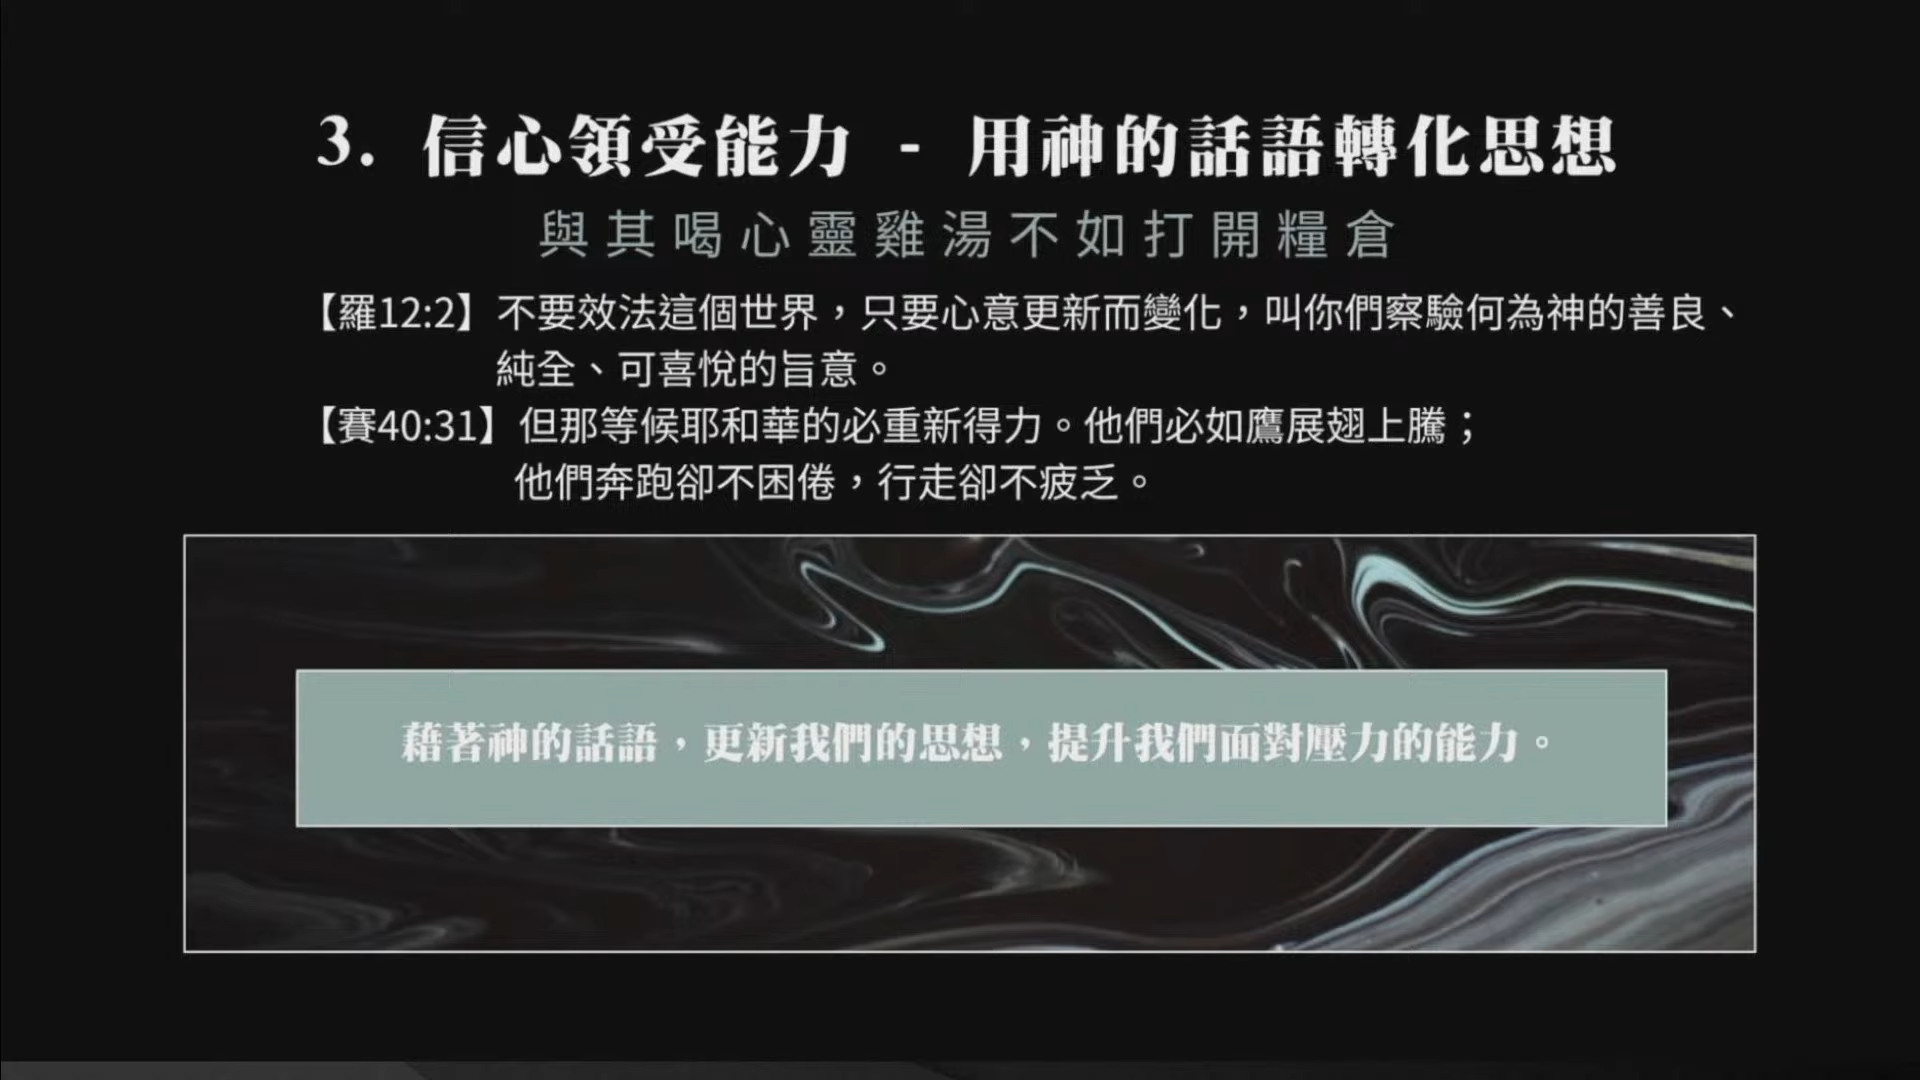 3. 信心領受能力 - 用神的話語轉化思想
與其喝心靈雞湯不如打開糧倉
【羅12:2】不要效法這個世界，只要心意更新而變化，叫你們察驗何為神的善良、
純全、可喜悅的旨意。
【賽40:31】但那等候耶和華的必重新得力。他們必如鷹展翅上騰；
他們奔跑卻不困倦，行走卻不疲乏。
藉著神的話語，更新我們的思想，提升我們面對壓力的能力。